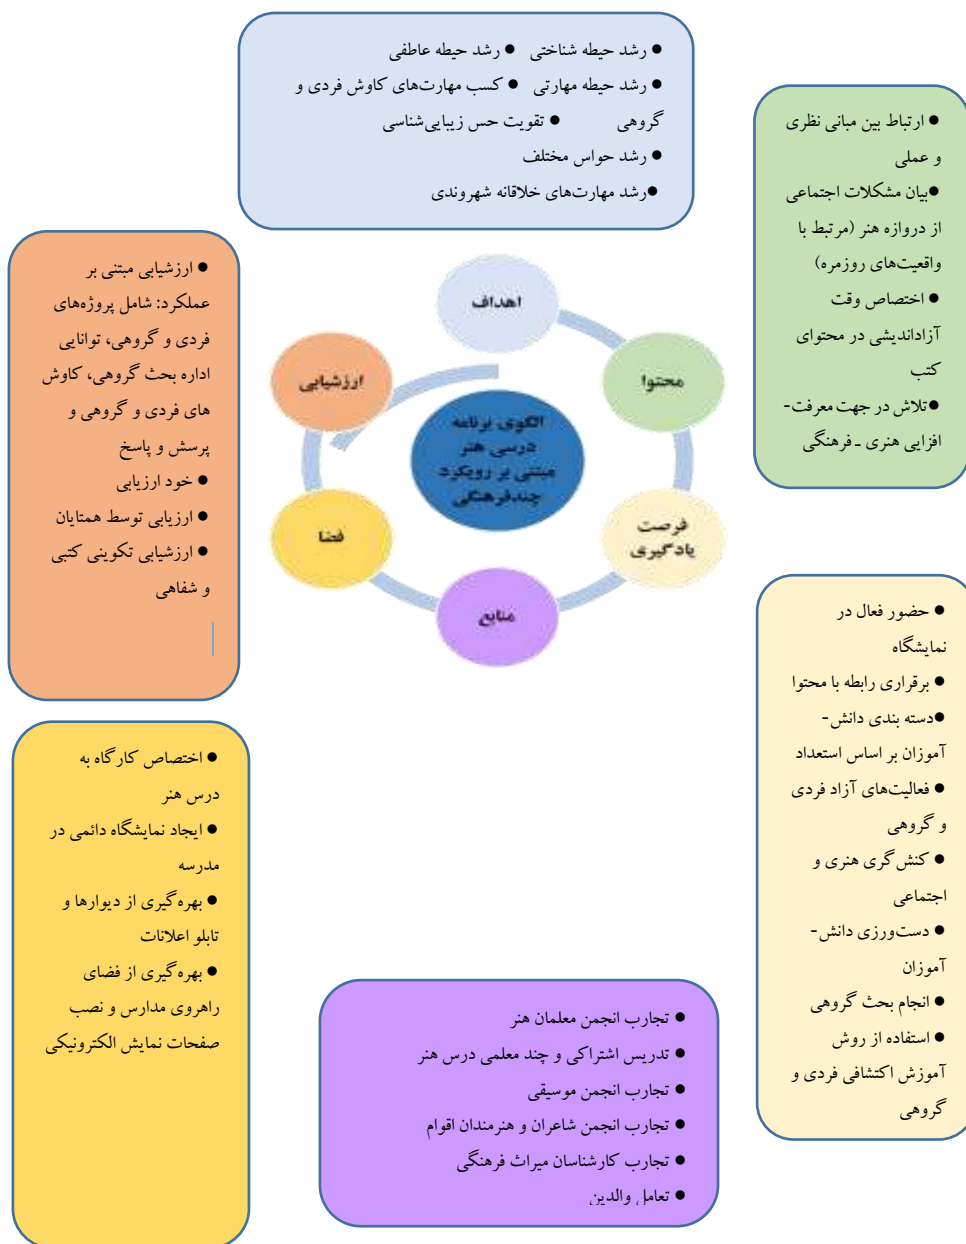 ● رشد حیطه شناختی ● رشد حیطه عاطفی
● رشد حیطه مهارتی ● کسب مهارت‌های کاوش فردی و
گروهی ● تقویت حس زیبایی‌شناسی
● رشد حواس مختلف
●رشد مهارت‌های خلاقانه شهروندی
● ارتباط بین مبانی نظری
و عملی
●بیان مشکلات اجتماعی
از دروازه هنر (مرتبط با
واقعیت‌های روزمره)
● اختصاص وقت
آزاداندیشی در محتوای
کتب
●تلاش در جهت معرفت-
افزایی هنری ـ فرهنگی
● ارزشیابی مبتنی بر
عملکرد: شامل پروژه‌های
فردی و گروهی، توانایی
اداره بحث گروهی، کاوش
های فردی و گروهی و
پرسش و پاسخ
● خود ارزیابی
● ارزیابی توسط همتایان
● ارزشیابی تکوینی کتبی
و شفاهی
اهداف
محتوا
فرصت
یادگیری
منابع
فضا
ارزشیابی
الگوی برنامه
درسی هنر
مبتنی بر رویکرد
چندفرهنگی
● حضور فعال در
نمایشگاه
● برقراری رابطه با محتوا
●دسته بندی دانش-
آموزان بر اساس استعداد
● فعالیت‌های آزاد فردی
و گروهی
● کنش‌گری هنری و
اجتماعی
● دست‌ورزی دانش-
آموزان
● انجام بحث گروهی
● استفاده از روش
آموزش اکتشافی فردی و
گروهی
● اختصاص کارگاه به
درس هنر
● ایجاد نمایشگاه دائمی در
مدرسه
● بهره‌گیری از دیوارها و
تابلو اعلانات
● بهره‌گیری از فضای
راهروی مدارس و نصب
صفحات نمایش الکترونیکی
● تجارب انجمن معلمان هنر
● تدریس اشتراکی و چند معلمی درس هنر
● تجارب انجمن موسیقی
● تجارب انجمن شاعران و هنرمندان اقوام
● تجارب کارشناسان میراث فرهنگی
● تعامل والدین